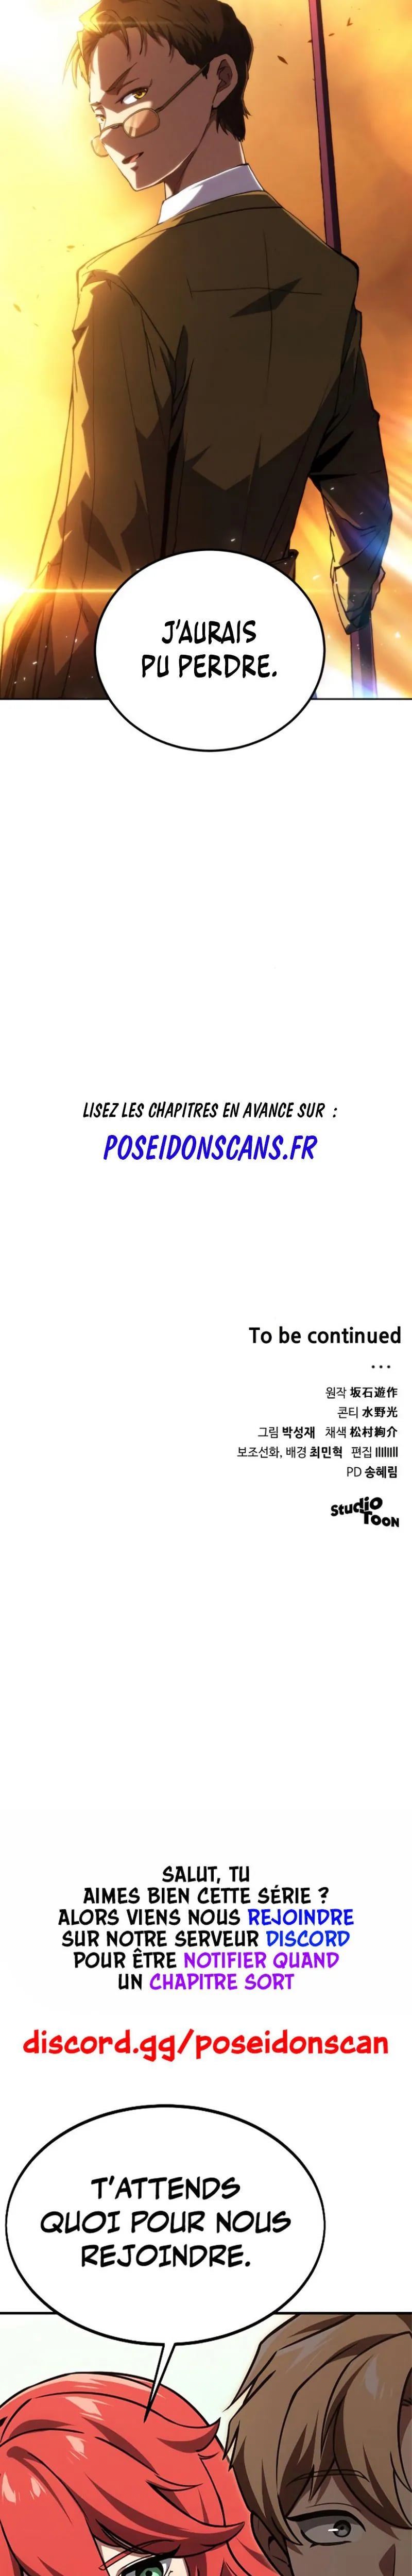 J'AURAIS
PU PERDRE.
LISEZ LES CHAPITRES EN AVANCE SUR :
POSEIDONSCANS.FR
To be continued
...
원작 坂石遊作
콘티 水野光
그림 박성재 채색 松村絢介
보조선화, 배경 최민혁 편집 llllllll
PD 송혜림
StudiO
TOON
SALUT, TU
AIMES BIEN CETTE SÉRIE ?
ALORS VIENS NOUS REJOINDRE
SUR NOTRE SERVEUR DISCORD
POUR ÊTRE NOTIFIER QUAND
UN CHAPITRE SORT
discord.gg/poseidonscan
T'ATTENDS
QUOI POUR NOUS
REJOINDRE.